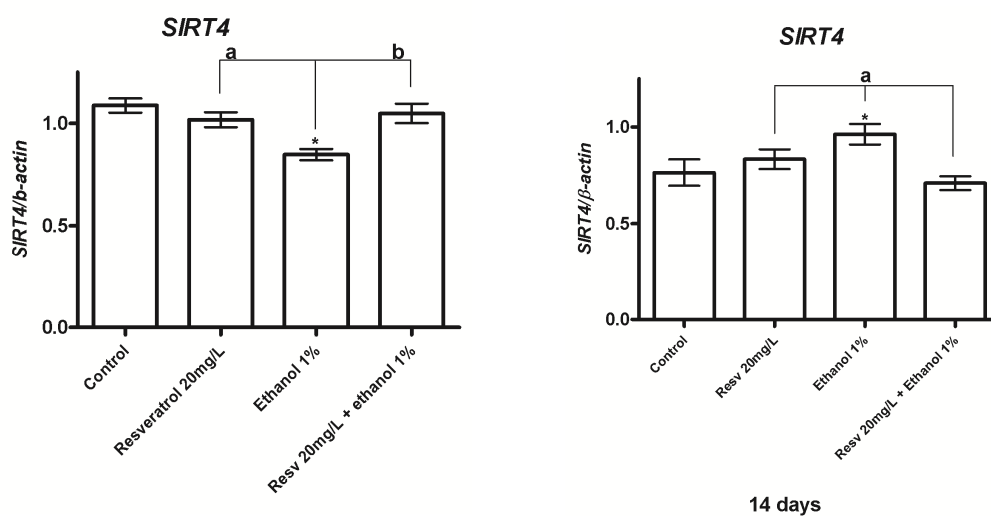 SIRT4
a
b
*
1.0
0.5
0.0
SIRT4/b-actin
Control
Resveratrol 20mg/L
Ethanol 1%
Resv 20mg/L + ethanol 1%
SIRT4
a
*
1.0
0.5
0.0
SIRT4/β-actin
Control
Resv 20mg/L
Ethanol 1%
Resv 20mg/L + Ethanol 1%
14 days